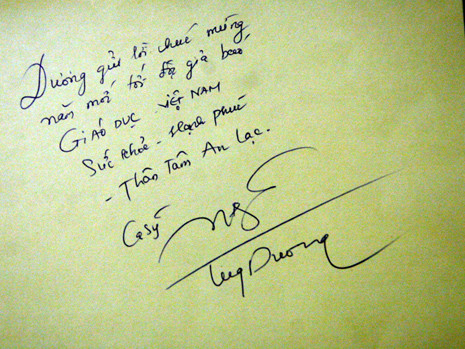 Dương gửi lời chúc mừng
năm mới tới độc giả báo
GIÁO DỤC VIỆT NAM
Sức khỏe - Hạnh phúc
- Thân Tâm An Lạc.
Ca sỹ
Tùng Dương